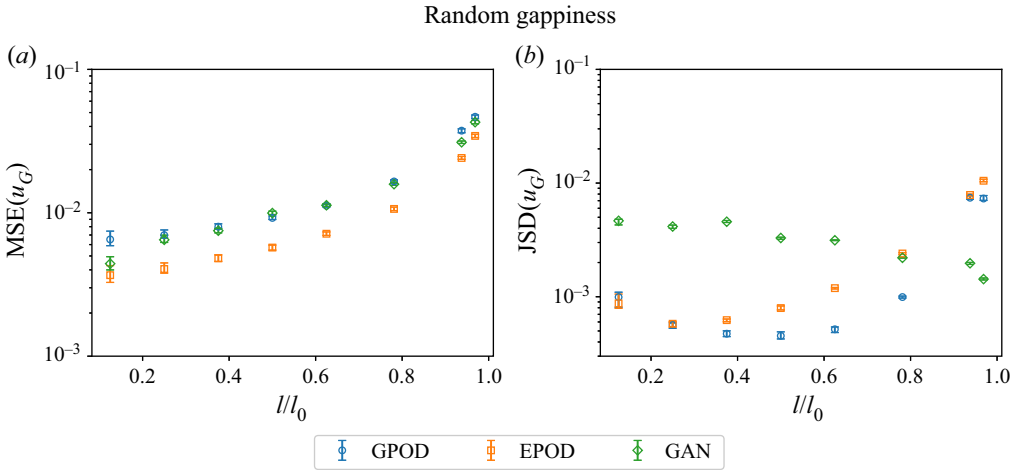 Random gappiness
(a)
(b)
10⁻¹
10⁻²
10⁻³
MSE(u_G)
0.2 0.4 0.6 0.8 1.0
l/l₀
10⁻¹
10⁻²
10⁻³
JSD(u_G)
0.2 0.4 0.6 0.8 1.0
l/l₀
GPOD EPOD GAN